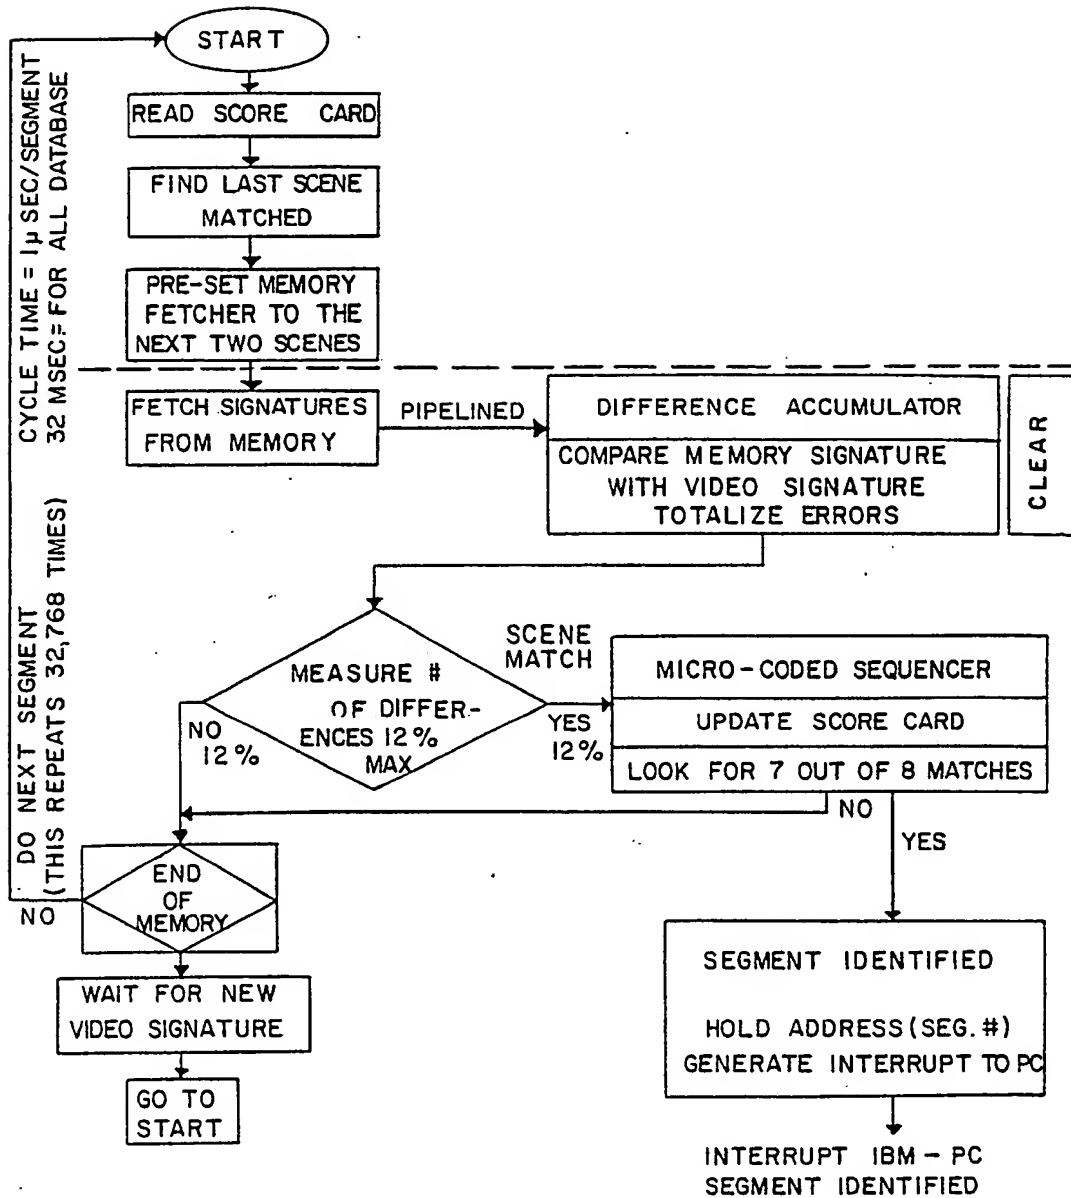 START
READ SCORE CARD
FIND LAST SCENE
MATCHED
PRE-SET MEMORY
FETCHER TO THE
NEXT TWO SCENES
CYCLE TIME = 1μ SEC/SEGMENT
32 MSEC = FOR ALL DATABASE
FETCH SIGNATURES
FROM MEMORY
PIPELINED
DIFFERENCE ACCUMULATOR
COMPARE MEMORY SIGNATURE
WITH VIDEO SIGNATURE
TOTALIZE ERRORS
CLEAR
DO NEXT SEGMENT
(THIS REPEATS 32,768 TIMES)
MEASURE #
OF DIFFER-
ENCES 12%
MAX
NO
12%
SCENE
MATCH
YES
12%
MICRO-CODED SEQUENCER
UPDATE SCORE CARD
LOOK FOR 7 OUT OF 8 MATCHES
NO
YES
END
OF
MEMORY
NO
WAIT FOR NEW
VIDEO SIGNATURE
GO TO
START
SEGMENT IDENTIFIED
HOLD ADDRESS (SEG. #)
GENERATE INTERRUPT TO PC
INTERRUPT IBM - PC
SEGMENT IDENTIFIED